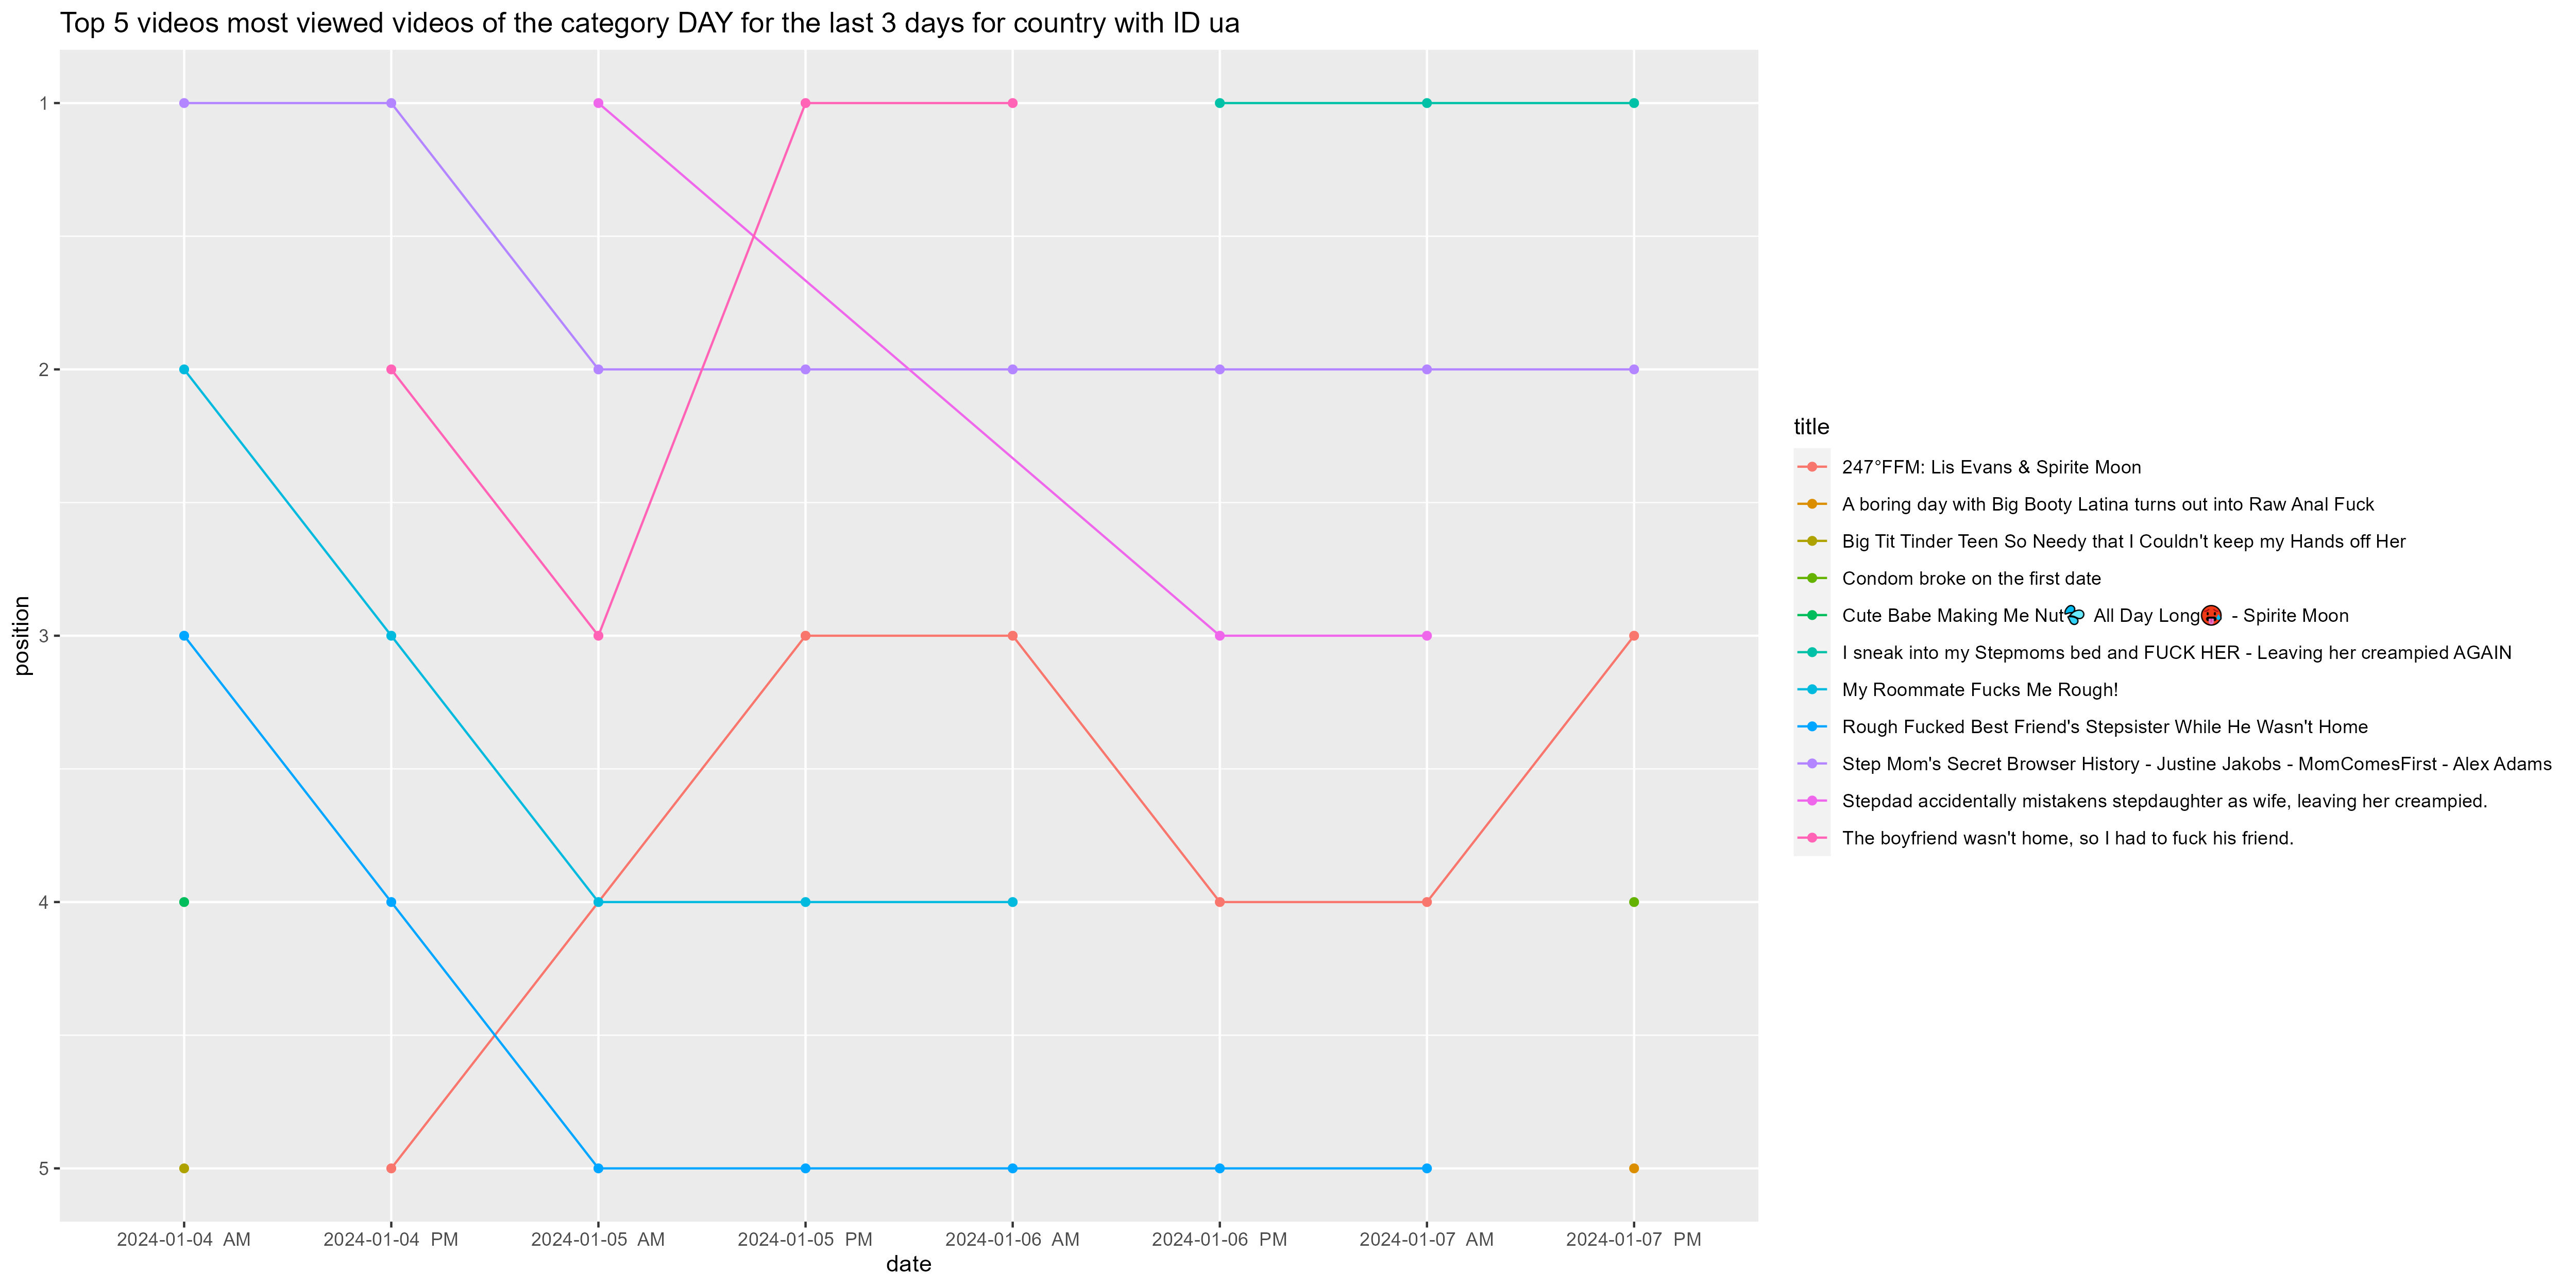 Top 5 videos most viewed videos of the category DAY for the last 3 days for country with ID ua
position
1
2
3
4
5
2024-01-04 AM
2024-01-04 PM
2024-01-05 AM
2024-01-05 PM
2024-01-06 AM
2024-01-06 PM
2024-01-07 AM
2024-01-07 PM
date
title
247°FFM: Lis Evans & Spirite Moon
A boring day with Big Booty Latina turns out into Raw Anal Fuck
Big Tit Tinder Teen So Needy that I Couldn't keep my Hands off Her
Condom broke on the first date
Cute Babe Making Me Nut💦 All Day Long🥵 - Spirite Moon
I sneak into my Stepmoms bed and FUCK HER - Leaving her creampied AGAIN
My Roommate Fucks Me Rough!
Rough Fucked Best Friend's Stepsister While He Wasn't Home
Step Mom's Secret Browser History - Justine Jakobs - MomComesFirst - Alex Adams
Stepdad accidentally mistakens stepdaughter as wife, leaving her creampied.
The boyfriend wasn't home, so I had to fuck his friend.